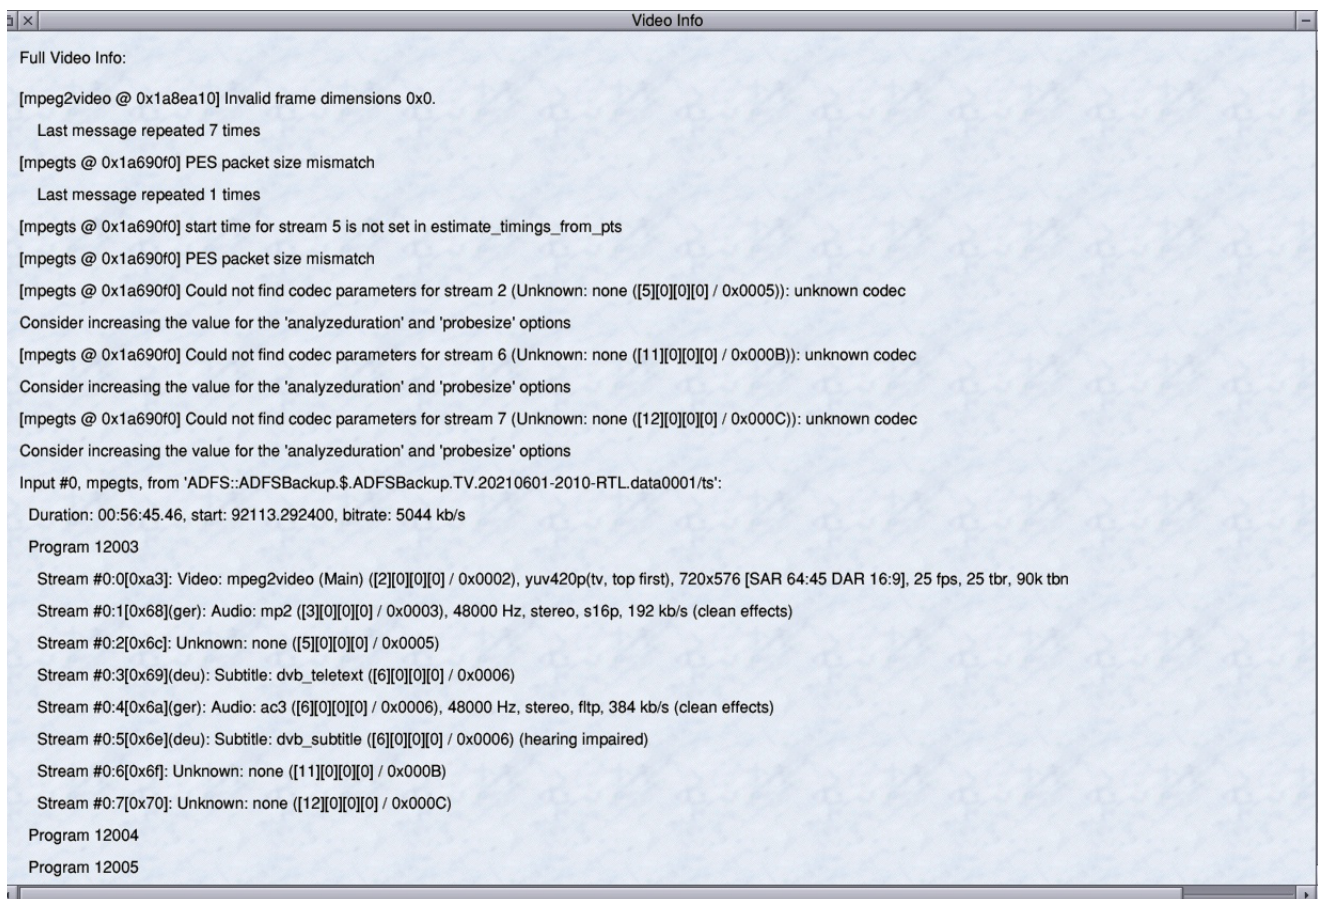 Video Info
Full Video Info:
[mpeg2video @ 0x1a8ea10] Invalid frame dimensions 0x0.
Last message repeated 7 times
[mpegts @ 0x1a690f0] PES packet size mismatch
Last message repeated 1 times
[mpegts @ 0x1a690f0] start time for stream 5 is not set in estimate_timings_from_pts
[mpegts @ 0x1a690f0] PES packet size mismatch
[mpegts @ 0x1a690f0] Could not find codec parameters for stream 2 (Unknown: none ([5][0][0][0] / 0x0005)): unknown codec
Consider increasing the value for the 'analyzeduration' and 'probesize' options
[mpegts @ 0x1a690f0] Could not find codec parameters for stream 6 (Unknown: none ([11][0][0][0] / 0x000B)): unknown codec
Consider increasing the value for the 'analyzeduration' and 'probesize' options
[mpegts @ 0x1a690f0] Could not find codec parameters for stream 7 (Unknown: none ([12][0][0][0] / 0x000C)): unknown codec
Consider increasing the value for the 'analyzeduration' and 'probesize' options
Input #0, mpegts, from 'ADFS::ADFSBackup.$.ADFSBackup.TV.20210601-2010-RTL.data0001/ts':
Duration: 00:56:45.46, start: 92113.292400, bitrate: 5044 kb/s
Program 12003
Stream #0:0[0xa3]: Video: mpeg2video (Main) ([2][0][0][0] / 0x0002), yuv420p(tv, top first), 720x576 [SAR 64:45 DAR 16:9], 25 fps, 25 tbr, 90k tbn
Stream #0:1[0x68](ger): Audio: mp2 ([3][0][0][0] / 0x0003), 48000 Hz, stereo, s16p, 192 kb/s (clean effects)
Stream #0:2[0x6c]: Unknown: none ([5][0][0][0] / 0x0005)
Stream #0:3[0x69](deu): Subtitle: dvb_teletext ([6][0][0][0] / 0x0006)
Stream #0:4[0x6a](ger): Audio: ac3 ([6][0][0][0] / 0x0006), 48000 Hz, stereo, fltp, 384 kb/s (clean effects)
Stream #0:5[0x6e](deu): Subtitle: dvb_subtitle ([6][0][0][0] / 0x0006) (hearing impaired)
Stream #0:6[0x6f]: Unknown: none ([11][0][0][0] / 0x000B)
Stream #0:7[0x70]: Unknown: none ([12][0][0][0] / 0x000C)
Program 12004
Program 12005